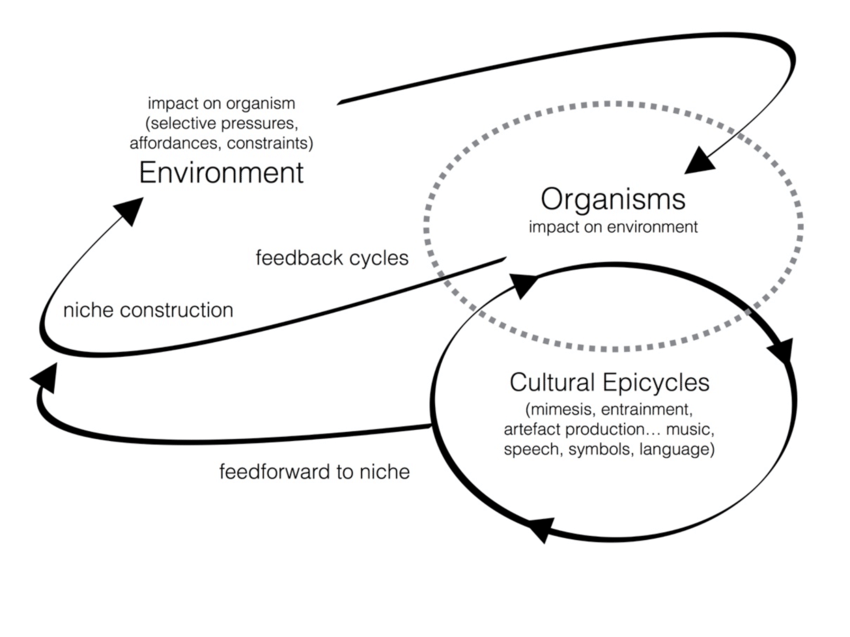 impact on organism
(selective pressures,
affordances, constraints)
Environment
Organisms
impact on environment
feedback cycles
niche construction
Cultural Epicycles
(mimesis, entrainment,
artefact production... music,
speech, symbols, language)
feedforward to niche